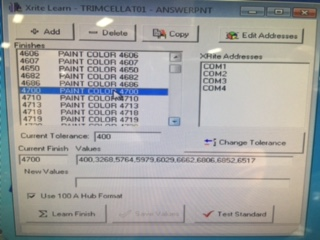 Xrite Learn - TRIMCELLAT01 - ANSWERPNT
Add
Delete
Copy
Edit Addresses
Finishes
XRite Addresses
4606 PAINT COLOR 4606
4607 PAINT COLOR 4607
4650 PAINT COLOR 4650
4682 PAINT COLOR 4682
4686 PAINT COLOR 4686
4700 PAINT COLOR 4700
4710 PAINT COLOR 4710
4713 PAINT COLOR 4713
4718 PAINT COLOR 4718
4719 PAINT COLOR 4719
COM1
COM2
COM3
COM4
Current Tolerance: 400
Change Tolerance
Current Finish Values
4700 400,3268,5764,5979,6029,6662,6006,6052,6517
New Values
Use 100 A Hub Format
Learn Finish
Save Values
Test Standard